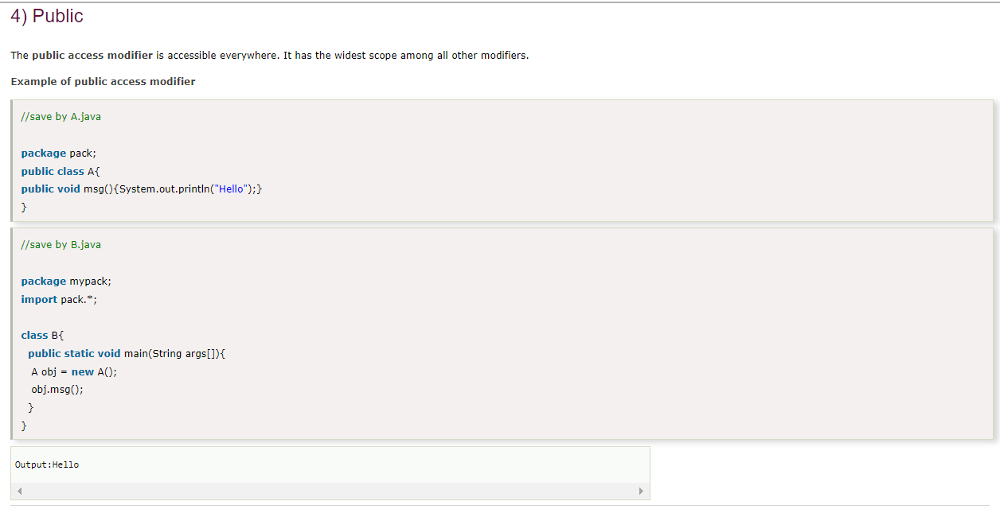 4) Public
The public access modifier is accessible everywhere. It has the widest scope among all other modifiers.
Example of public access modifier
//save by A.java
package pack;
public class A{
public void msg(){System.out.println("Hello");}
}
//save by B.java
package mypack;
import pack.*;
class B{
public static void main(String args[]){
A obj = new A();
obj.msg();
}
}
Output:Hello